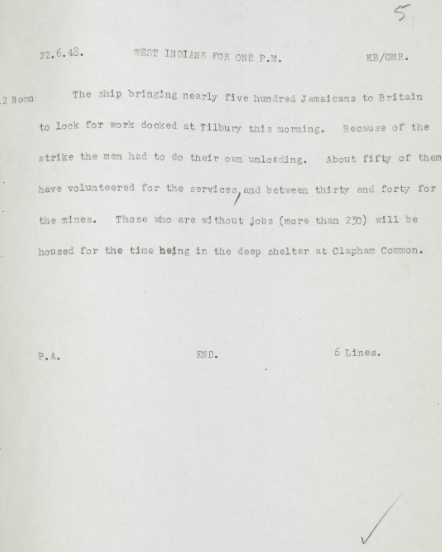 5
22.6.48. WEST INDIANS FOR ONE P.M. KB/GMR.
12 Noon The ship bringing nearly five hundred Jamaicans to Britain
to look for work docked at Tilbury this morning. Because of the
strike the men had to do their own unloading. About fifty of them
have volunteered for the services, and between thirty and forty for
the mines. Those who are without jobs (more than 230) will be
housed for the time being in the deep shelter at Clapham Common.
P.A. END. 6 Lines.